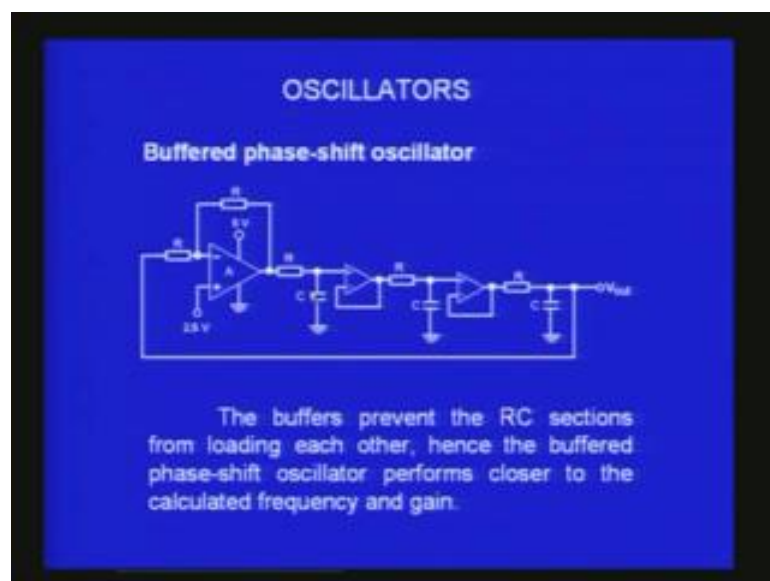 OSCILLATORS
Buffered phase-shift oscillator
R
5 V
R
A
R
R
R
C
C
C
Vout
2.5 V
The buffers prevent the RC sections
from loading each other, hence the buffered
phase-shift oscillator performs closer to the
calculated frequency and gain.